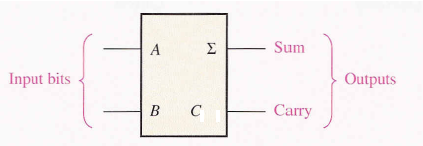 A Σ Sum
Input bits Outputs
B C Carry